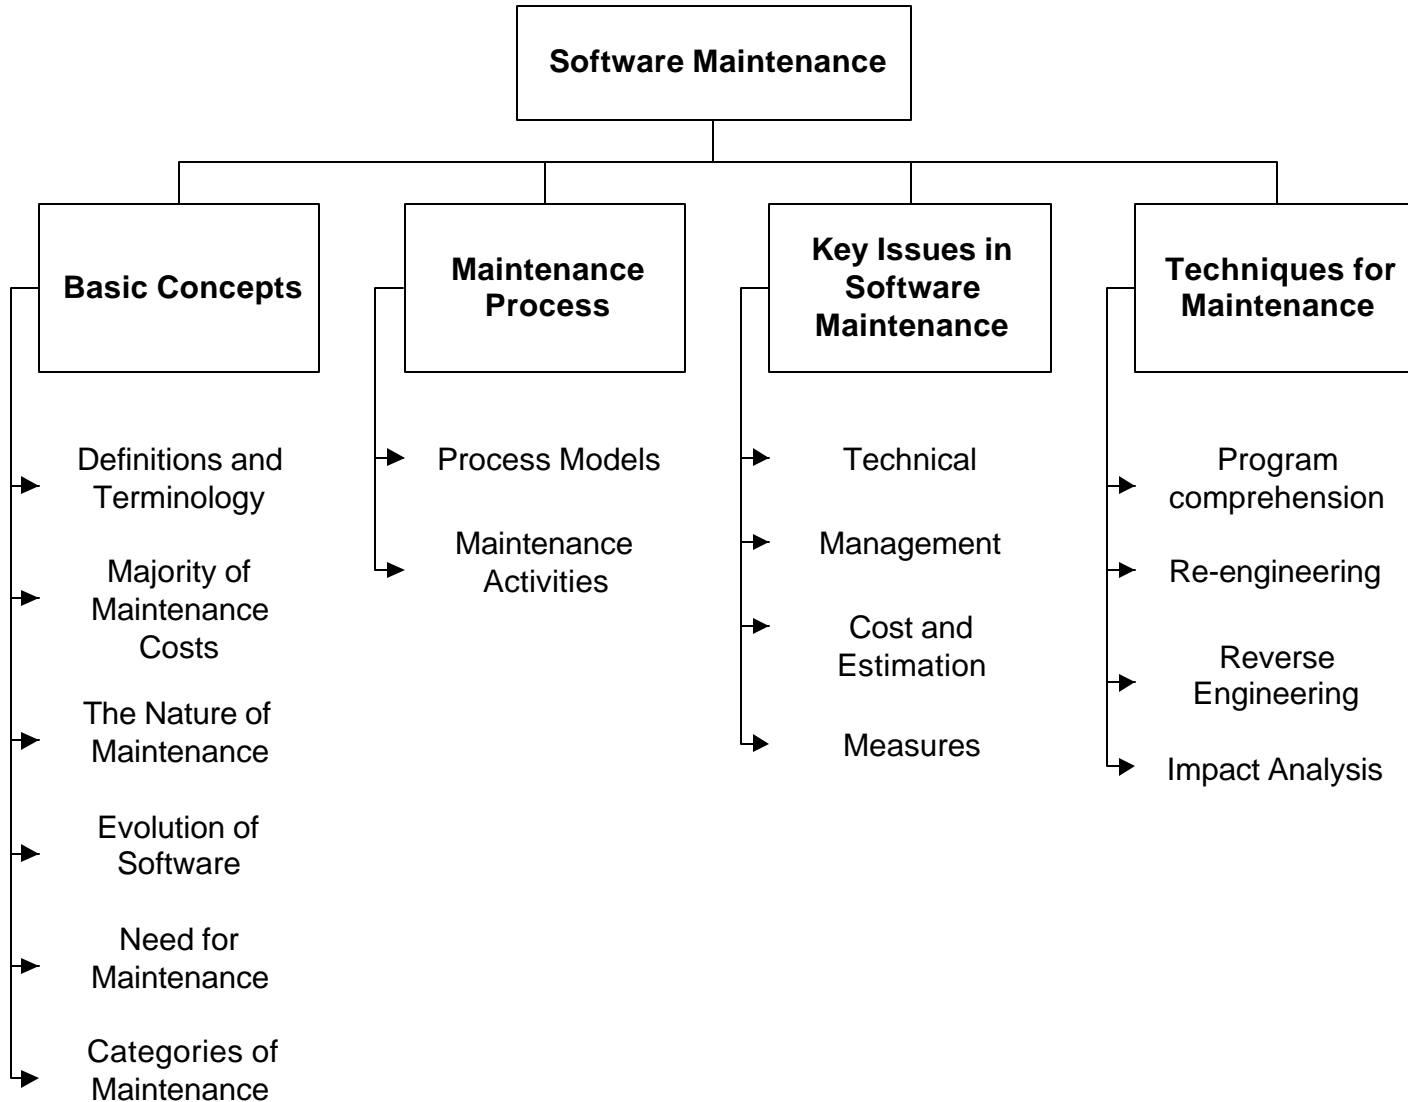 Software Maintenance
Basic Concepts
Definitions and
Terminology
Majority of
Maintenance
Costs
The Nature of
Maintenance
Evolution of
Software
Need for
Maintenance
Categories of
Maintenance
Maintenance
Process
Process Models
Maintenance
Activities
Key Issues in
Software
Maintenance
Technical
Management
Cost and
Estimation
Measures
Techniques for
Maintenance
Program
comprehension
Re-engineering
Reverse
Engineering
Impact Analysis